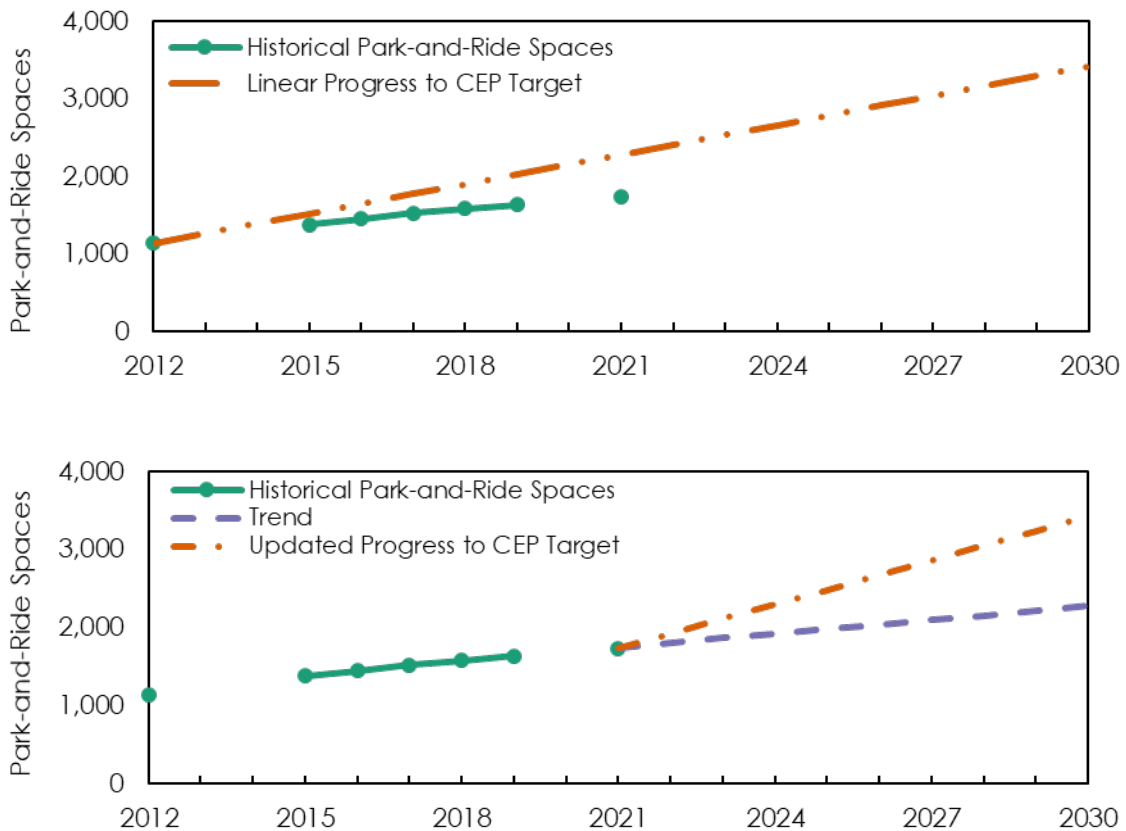 4,000
Historical Park-and-Ride Spaces
Linear Progress to CEP Target
3,000
2,000
1,000
0
Park-and-Ride Spaces
2012 2015 2018 2021 2024 2027 2030
4,000
Historical Park-and-Ride Spaces
Trend
Updated Progress to CEP Target
3,000
2,000
1,000
0
Park-and-Ride Spaces
2012 2015 2018 2021 2024 2027 2030